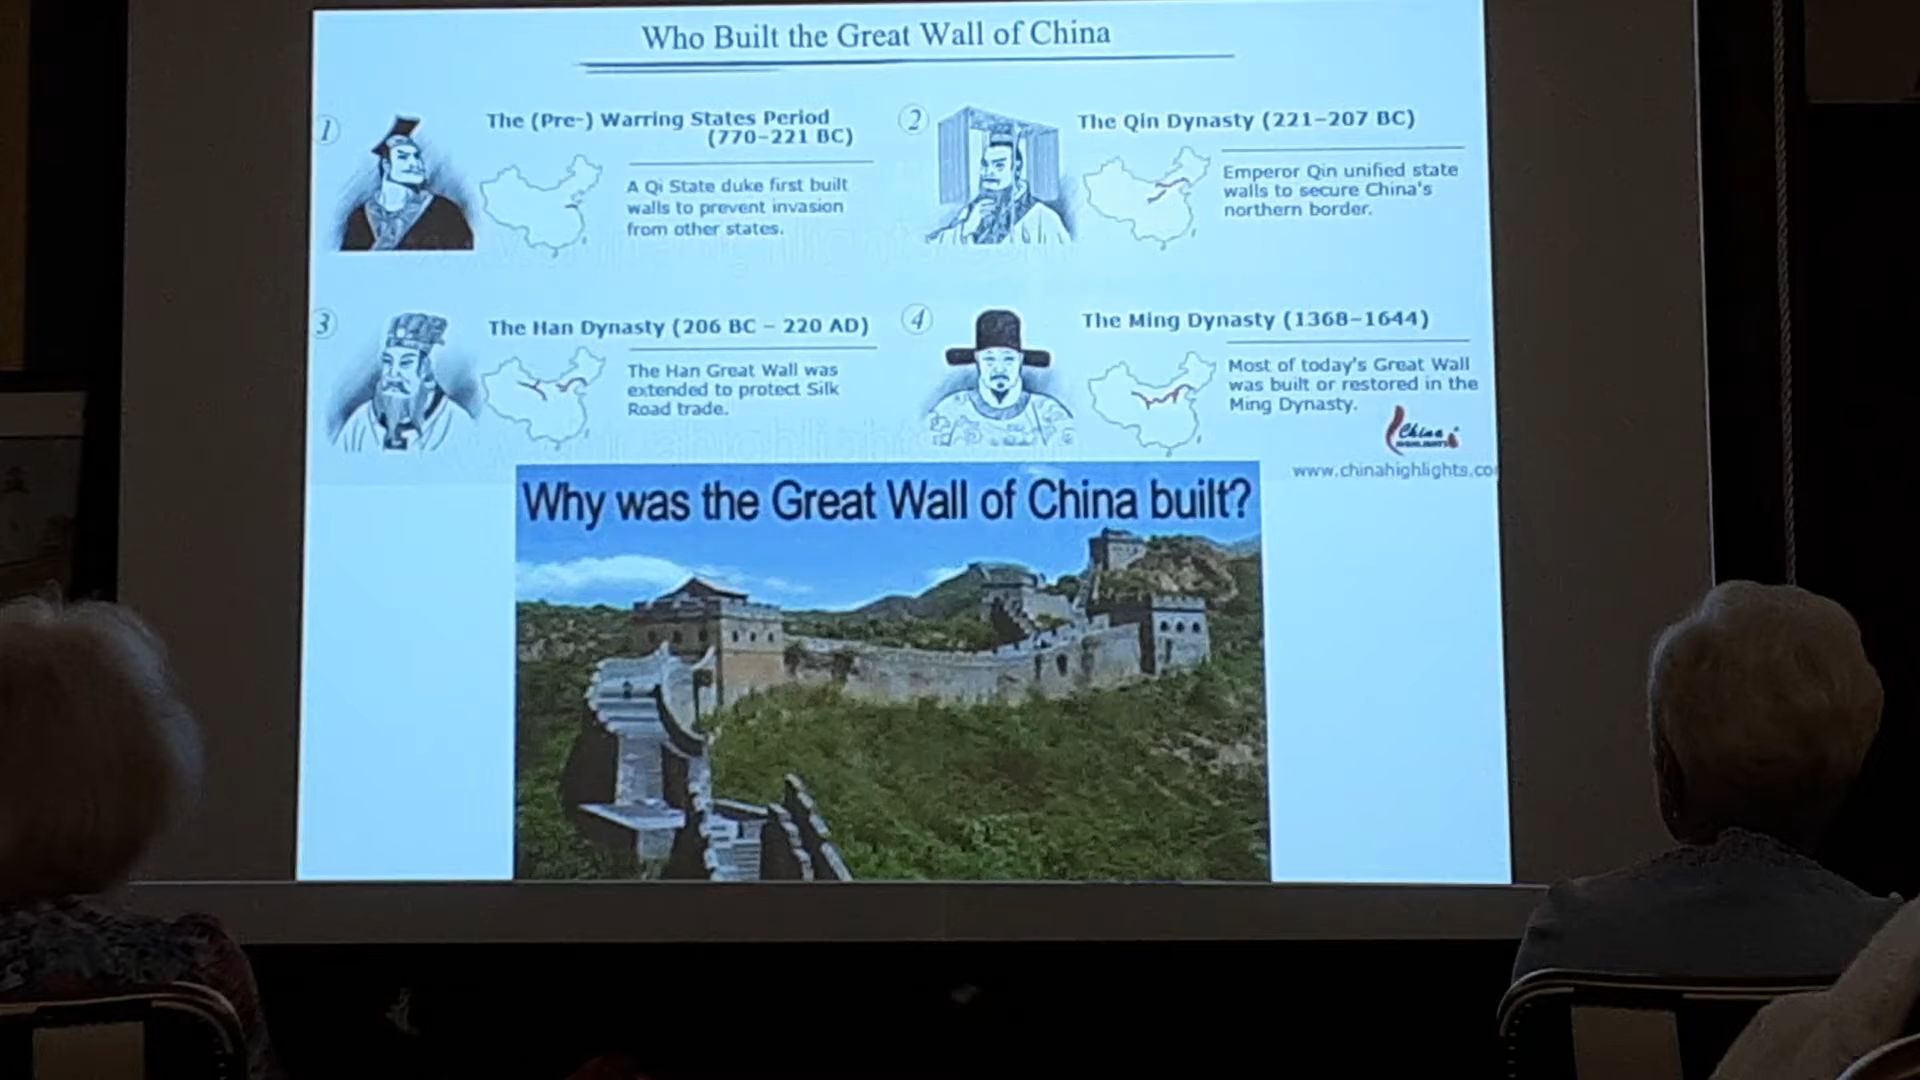 Who Built the Great Wall of China
1
The (Pre-) Warring States Period
(770-221 BC)
A Qi State duke first built
walls to prevent invasion
from other states.
2
The Qin Dynasty (221-207 BC)
Emperor Qin unified state
walls to secure China's
northern border.
3
The Han Dynasty (206 BC - 220 AD)
The Han Great Wall was
extended to protect Silk
Road trade.
4
The Ming Dynasty (1368-1644)
Most of today's Great Wall
was built or restored in the
Ming Dynasty.
China
www.chinahighlights.co
Why was the Great Wall of China built?